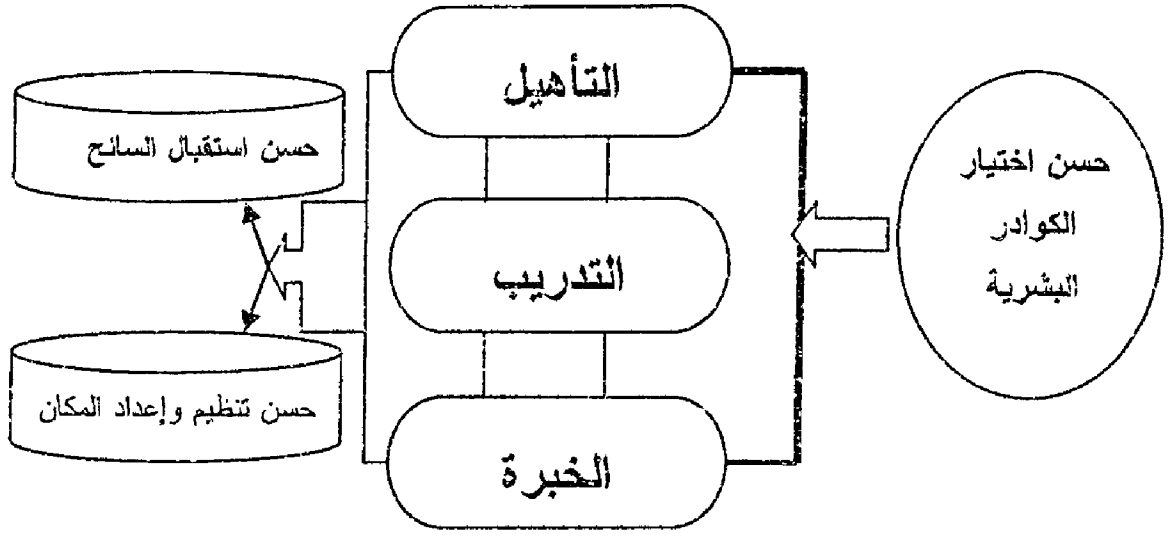 التأهيل
حسن اختيار
الكوادر
البشرية
التدريب
الخبرة
حسن استقبال السائح
حسن تنظيم وإعداد المكان